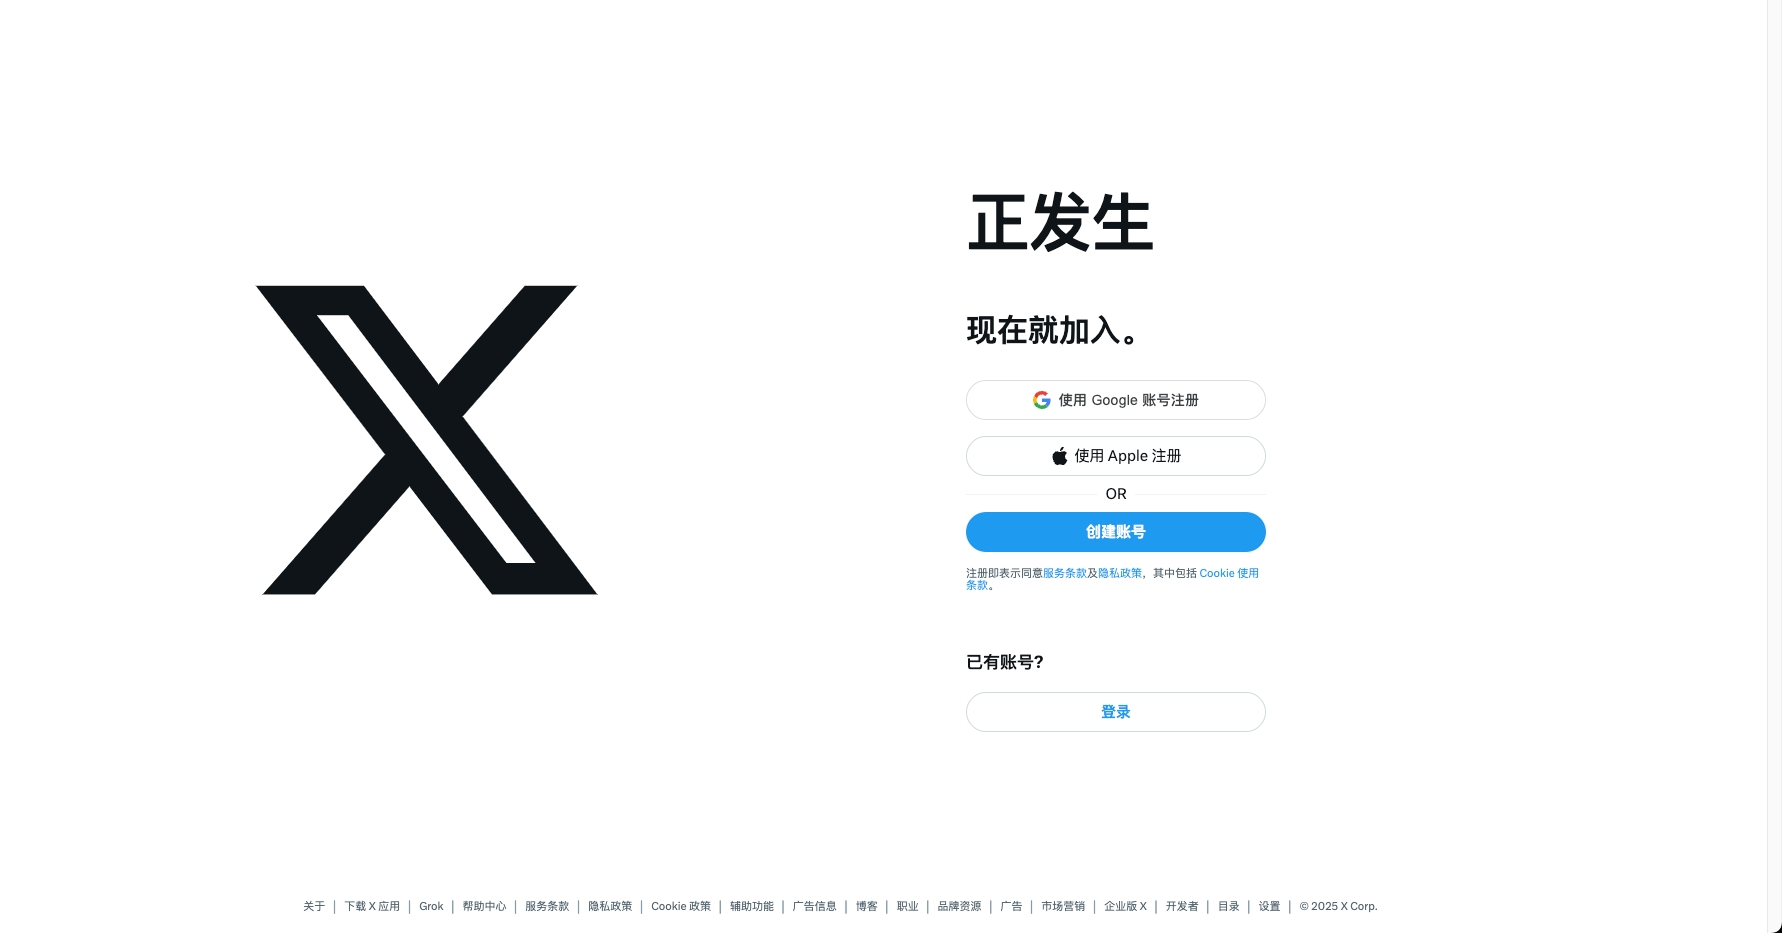 正发生
现在就加入。
使用 Google 账号注册
使用 Apple 注册
OR
创建账号
注册即表示同意服务条款及隐私政策，其中包括 Cookie 使用
条款。
已有账号？
登录
关于 | 下载 X 应用 | Grok | 帮助中心 | 服务条款 | 隐私政策 | Cookie 政策 | 辅助功能 | 广告信息 | 博客 | 职业 | 品牌资源 | 广告 | 市场营销 | 企业版 X | 开发者 | 目录 | 设置 | © 2025 X Corp.